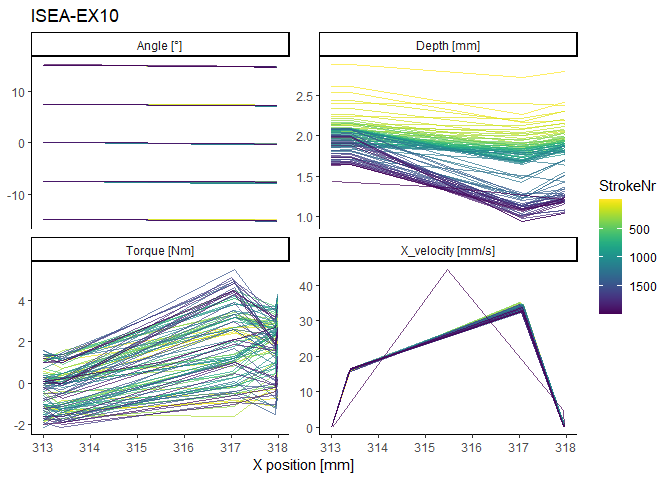 ISEA-EX10
Angle [°]
Depth [mm]
10
0
-10
2.5
2.0
1.5
1.0
Torque [Nm]
X_velocity [mm/s]
4
2
0
-2
40
30
20
10
0
313 314 315 316 317 318
313 314 315 316 317 318
X position [mm]
StrokeNr
500
1000
1500